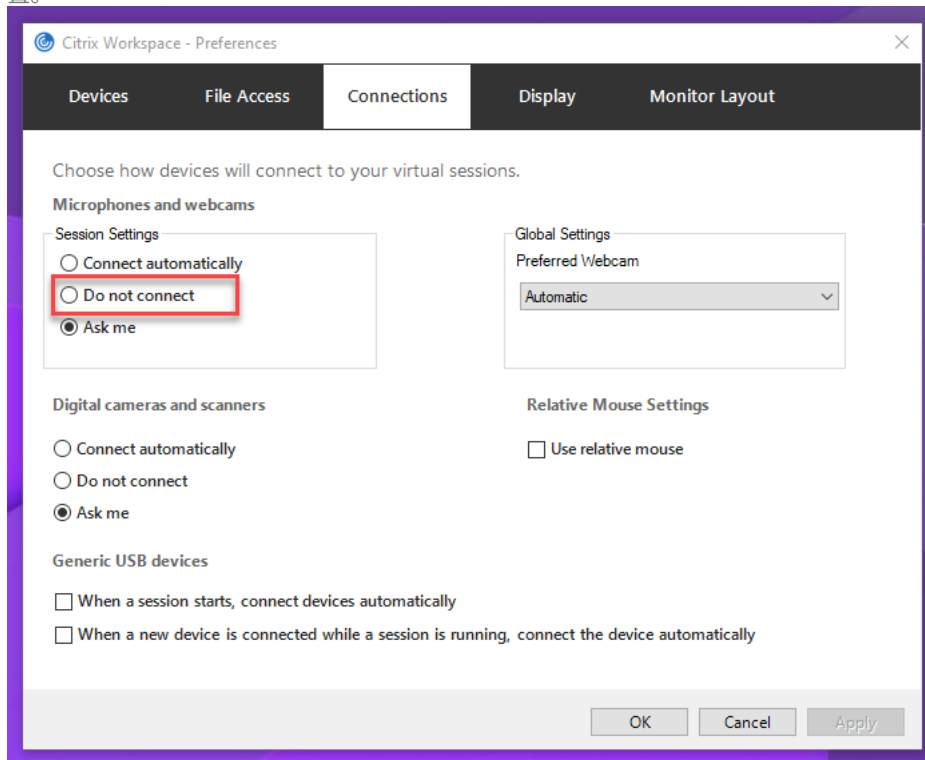 置。
Citrix Workspace - Preferences
Devices File Access Connections Display Monitor Layout
Choose how devices will connect to your virtual sessions.
Microphones and webcams
Session Settings
Connect automatically
Do not connect
Ask me
Global Settings
Preferred Webcam
Automatic
Digital cameras and scanners
Connect automatically
Do not connect
Ask me
Relative Mouse Settings
Use relative mouse
Generic USB devices
When a session starts, connect devices automatically
When a new device is connected while a session is running, connect the device automatically
OK Cancel Apply